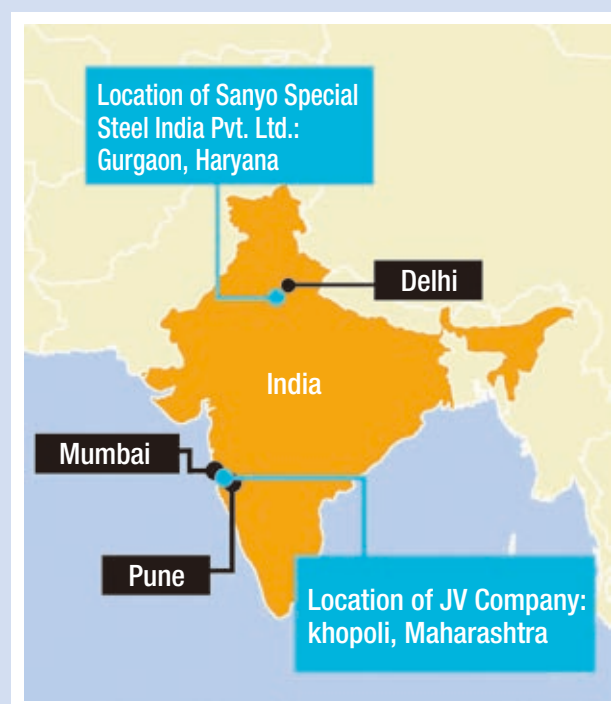 Location of Sanyo Special
Steel India Pvt. Ltd.:
Gurgaon, Haryana
Delhi
India
Mumbai
Pune
Location of JV Company:
khopoli, Maharashtra